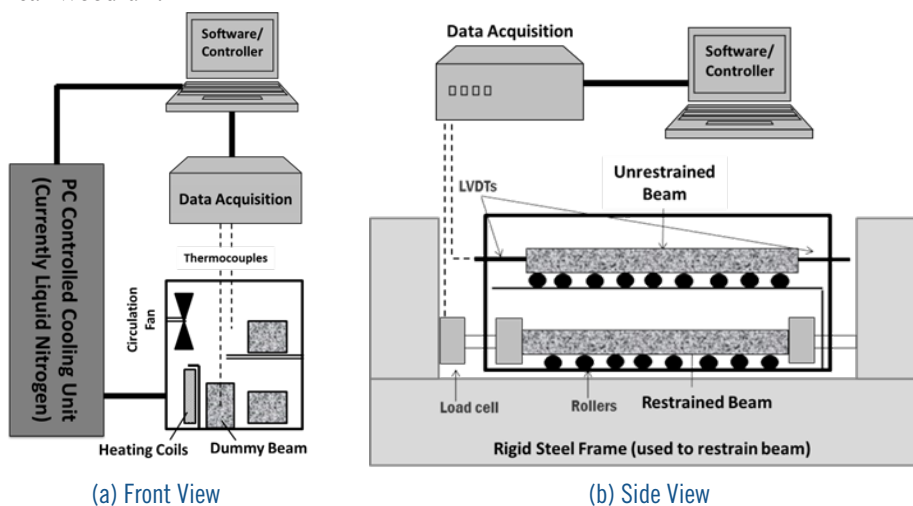 Software/
Controller
Data Acquisition
Thermocouples
PC Controlled Cooling Unit
(Currently Liquid Nitrogen)
Circulation
Fan
Heating Coils
Dummy Beam
(a) Front View
Data Acquisition
Software/
Controller
LVDTs
Unrestrained
Beam
Load cell
Rollers
Restrained Beam
Rigid Steel Frame (used to restrain beam)
(b) Side View